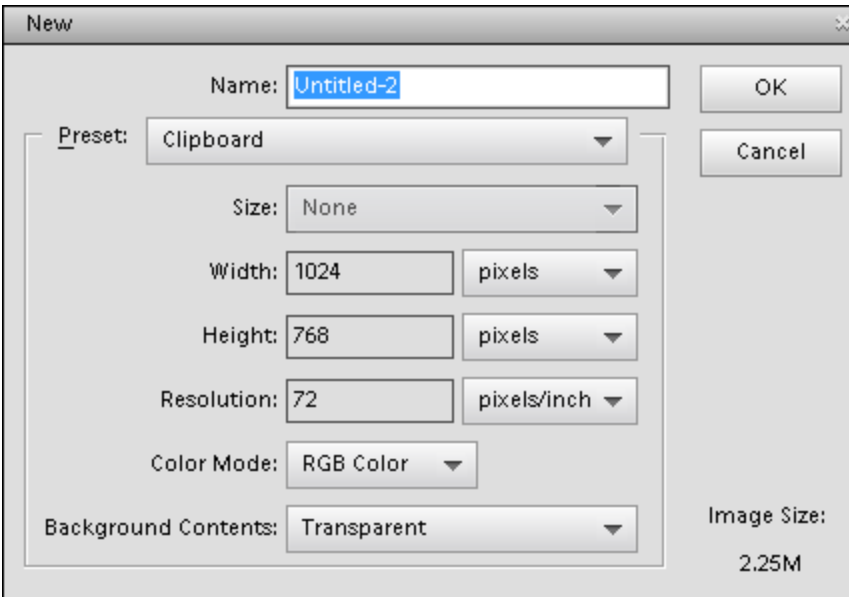 New
Name: Untitled-2
OK
Preset: Clipboard
Cancel
Size: None
Width: 1024 pixels
Height: 768 pixels
Resolution: 72 pixels/inch
Color Mode: RGB Color
Background Contents: Transparent
Image Size:
2.25M